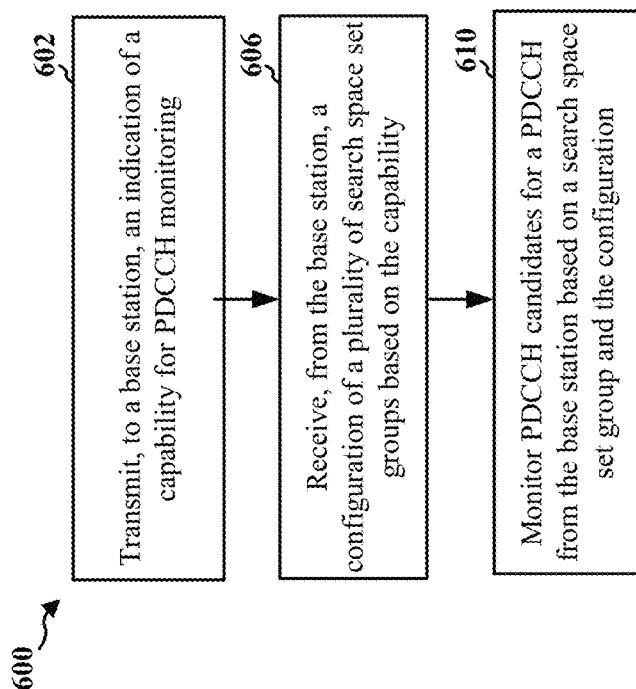 600
602
Transmit, to a base station, an indication of a
capability for PDCCH monitoring
606
Receive, from the base station, a
configuration of a plurality of search space set
groups based on the capability
610
Monitor PDCCH candidates for a PDCCH
from the base station based on a search space
set group and the configuration